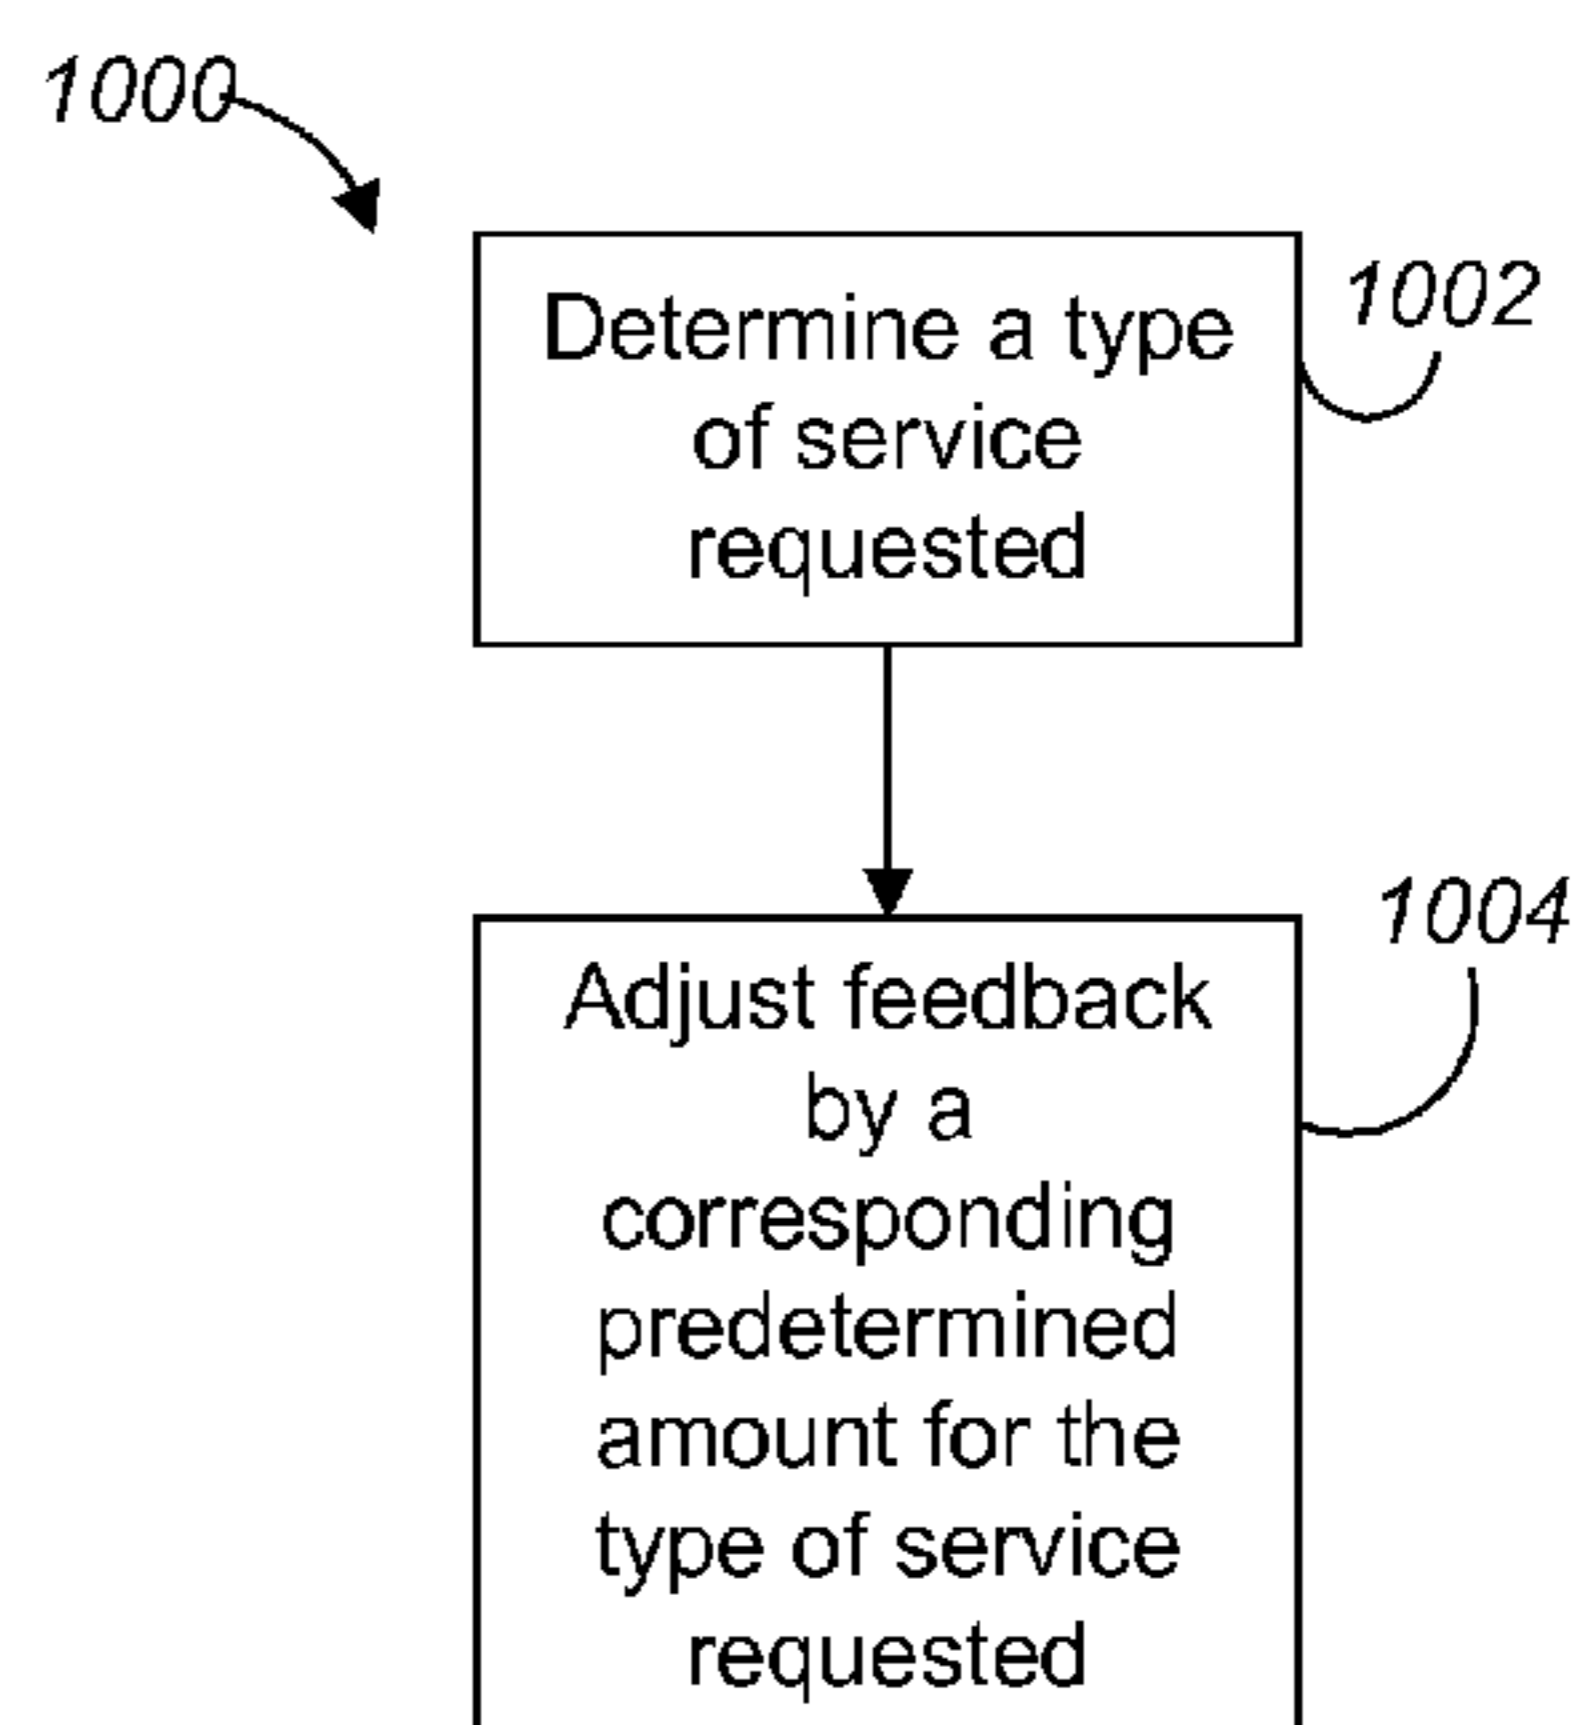 1000
1002
Determine a type
of service
requested
1004
Adjust feedback
by a
corresponding
predetermined
amount for the
type of service
requested